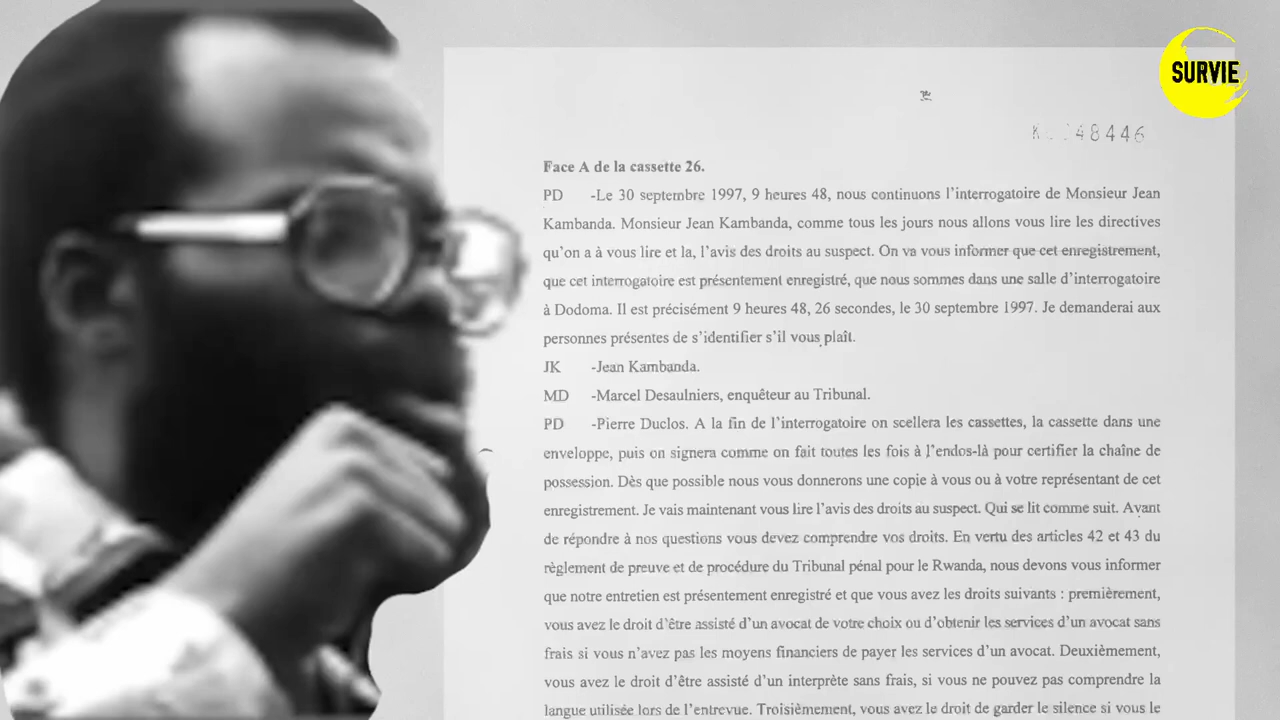 SURVIE
48446
Face A de la cassette 26.
PD -Le 30 septembre 1997, 9 heures 48, nous continuons l'interrogatoire de Monsieur Jean
Kambanda. Monsieur Jean Kambanda, comme tous les jours nous allons vous lire les directives
qu'on a à vous lire et la, l'avis des droits au suspect. On va vous informer que cet enregistrement,
que cet interrogatoire est présentement enregistré, que nous sommes dans une salle d'interrogatoire
à Dodoma. Il est précisément 9 heures 48, 26 secondes, le 30 septembre 1997. Je demanderai aux
personnes présentes de s'identifier s'il vous plaît.
JK -Jean Kambanda.
MD -Marcel Desaulniers, enquêteur au Tribunal.
PD -Pierre Duclos. A la fin de l'interrogatoire on scellera les cassettes, la cassette dans une
enveloppe, puis on signera comme on fait toutes les fois à l'endos-là pour certifier la chaîne de
possession. Dès que possible nous vous donnerons une copie à vous ou à votre représentant de cet
enregistrement. Je vais maintenant vous lire l'avis des droits au suspect. Qui se lit comme suit. Avant
de répondre à nos questions vous devez comprendre vos droits. En vertu des articles 42 et 43 du
règlement de preuve et de procédure du Tribunal pénal pour le Rwanda, nous devons vous informer
que notre entretien est présentement enregistré et que vous avez les droits suivants : premièrement,
vous avez le droit d'être assisté d'un avocat de votre choix ou d'obtenir les services d'un avocat sans
frais si vous n'avez pas les moyens financiers de payer les services d'un avocat. Deuxièmement,
vous avez le droit d'être assisté d'un interprète sans frais, si vous ne pouvez pas comprendre la
langue utilisée lors de l'entrevue. Troisièmement, vous avez le droit de garder le silence si vous le